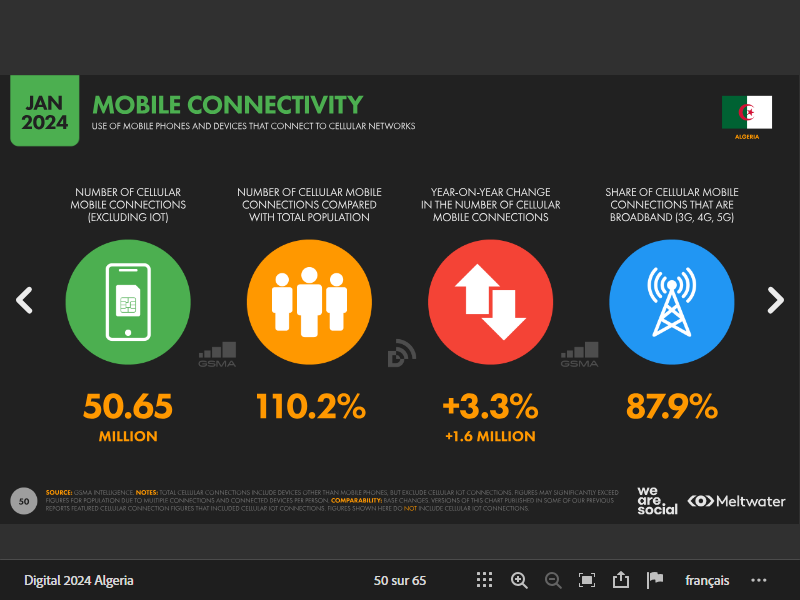 JAN
2024
MOBILE CONNECTIVITY
USE OF MOBILE PHONES AND DEVICES THAT CONNECT TO CELLULAR NETWORKS
ALGERIA
NUMBER OF CELLULAR
MOBILE CONNECTIONS
(EXCLUDING IOT)
NUMBER OF CELLULAR MOBILE
CONNECTIONS COMPARED
WITH TOTAL POPULATION
YEAR-ON-YEAR CHANGE
IN THE NUMBER OF CELLULAR
MOBILE CONNECTIONS
SHARE OF CELLULAR MOBILE
CONNECTIONS THAT ARE
BROADBAND (3G, 4G, 5G)
GSMA
GSMA
50.65
MILLION
110.2%
+3.3%
+1.6 MILLION
87.9%
50
SOURCE: GSMA INTELLIGENCE. NOTES: TOTAL CELLULAR CONNECTIONS INCLUDE DEVICES OTHER THAN MOBILE PHONES, BUT EXCLUDE CELLULAR IOT CONNECTIONS. FIGURES MAY SIGNIFICANTLY EXCEED
FIGURES FOR POPULATION DUE TO MULTIPLE CONNECTIONS AND CONNECTED DEVICES PER PERSON. COMPARABILITY: BASE CHANGES. VERSIONS OF THIS CHART PUBLISHED IN SOME OF OUR PREVIOUS
REPORTS FEATURED CELLULAR CONNECTION FIGURES THAT INCLUDED CELLULAR IOT CONNECTIONS. FIGURES SHOWN HERE DO NOT INCLUDE CELLULAR IOT CONNECTIONS.
we
are.
social
Meltwater
Digital 2024 Algeria
50 sur 65
français